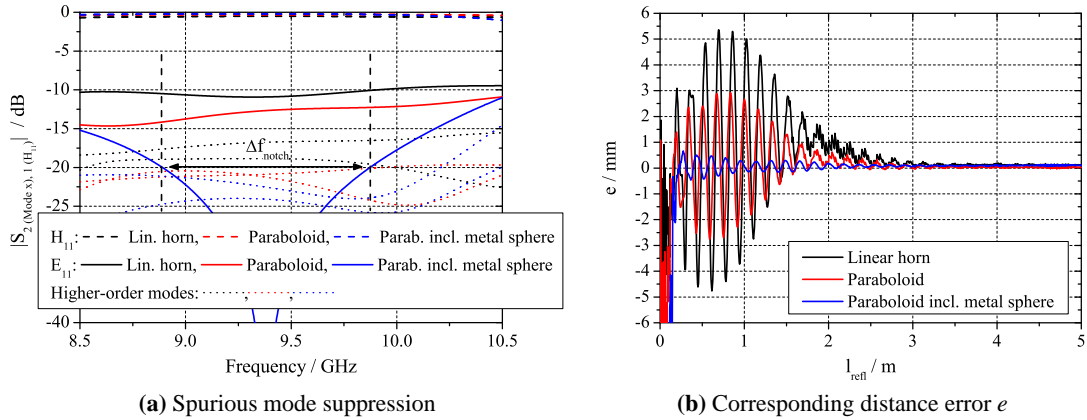 0
-5
-10
-15
-20
-25
-40
|S 2 (Mode x), 1 (H11)| / dB
Δf notch
H11: Lin. horn, Paraboloid, Parab. incl. metal sphere
E11: Lin. horn, Paraboloid, Parab. incl. metal sphere
Higher-order modes: , ,
8.5 9.0 9.5 10.0 10.5
Frequency / GHz
(a) Spurious mode suppression
6
5
4
3
2
1
0
-1
-2
-3
-4
-5
-6
e / mm
Linear horn
Paraboloid
Paraboloid incl. metal sphere
0 1 2 3 4 5
l refl / m
(b) Corresponding distance error e